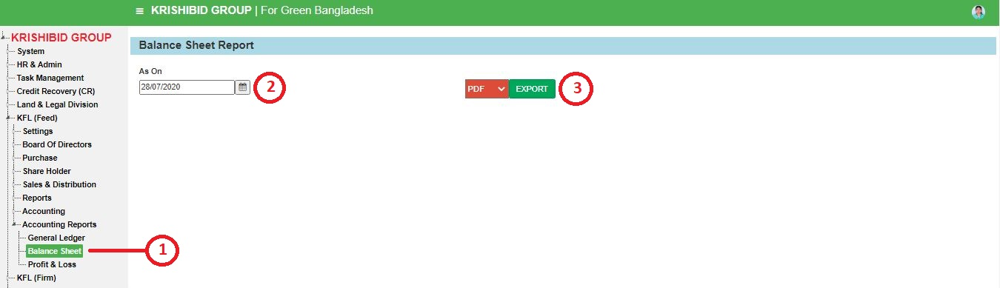 KRISHIBID GROUP | For Green Bangladesh
KRISHIBID GROUP
System
HR & Admin
Task Management
Credit Recovery (CR)
Land & Legal Division
KFL (Feed)
Settings
Board Of Directors
Purchase
Share Holder
Sales & Distribution
Reports
Accounting
Accounting Reports
General Ledger
Balance Sheet
Profit & Loss
KFL (Firm)
1
Balance Sheet Report
As On
28/07/2020
2
PDF EXPORT
3